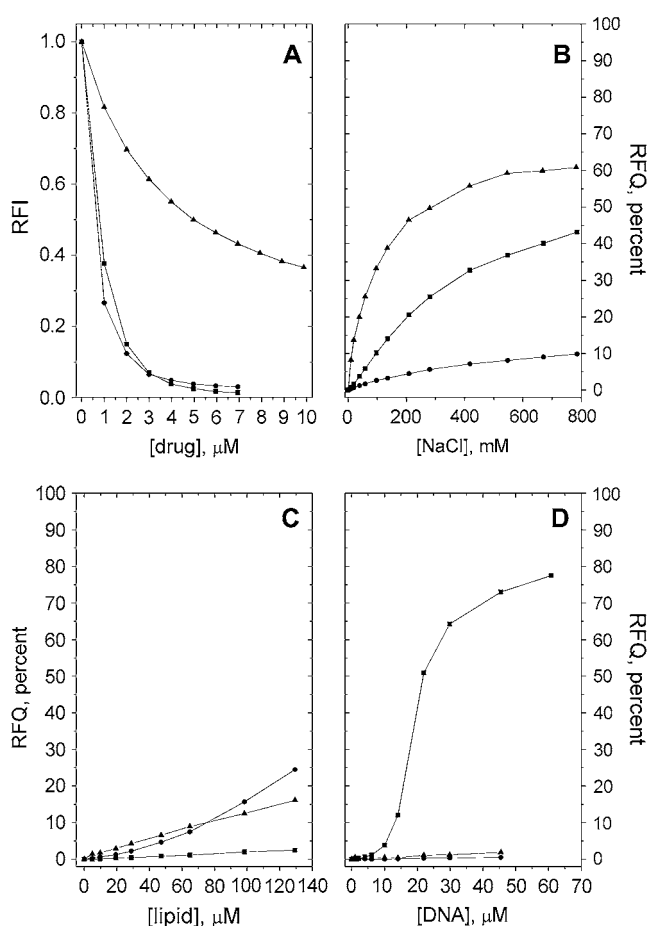 A
RFI
1.0
0.8
0.6
0.4
0.2
0.0
0 1 2 3 4 5 6 7 8 9 10
[drug], μM
B
100
90
80
70
60
50
40
30
20
10
0
RFQ, percent
0 200 400 600 800
[NaCl], mM
C
RFQ, percent
100
90
80
70
60
50
40
30
20
10
0
0 20 40 60 80 100 120 140
[lipid], μM
D
100
90
80
70
60
50
40
30
20
10
0
RFQ, percent
0 10 20 30 40 50 60 70
[DNA], μM